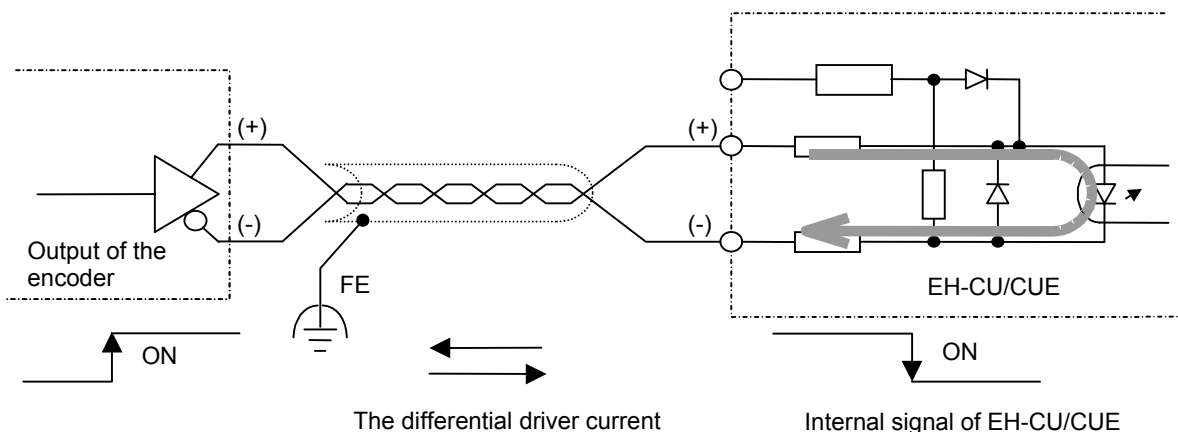 (+)
(+)
(-)
(-)
Output of the
encoder
FE
EH-CU/CUE
ON
ON
The differential driver current
Internal signal of EH-CU/CUE